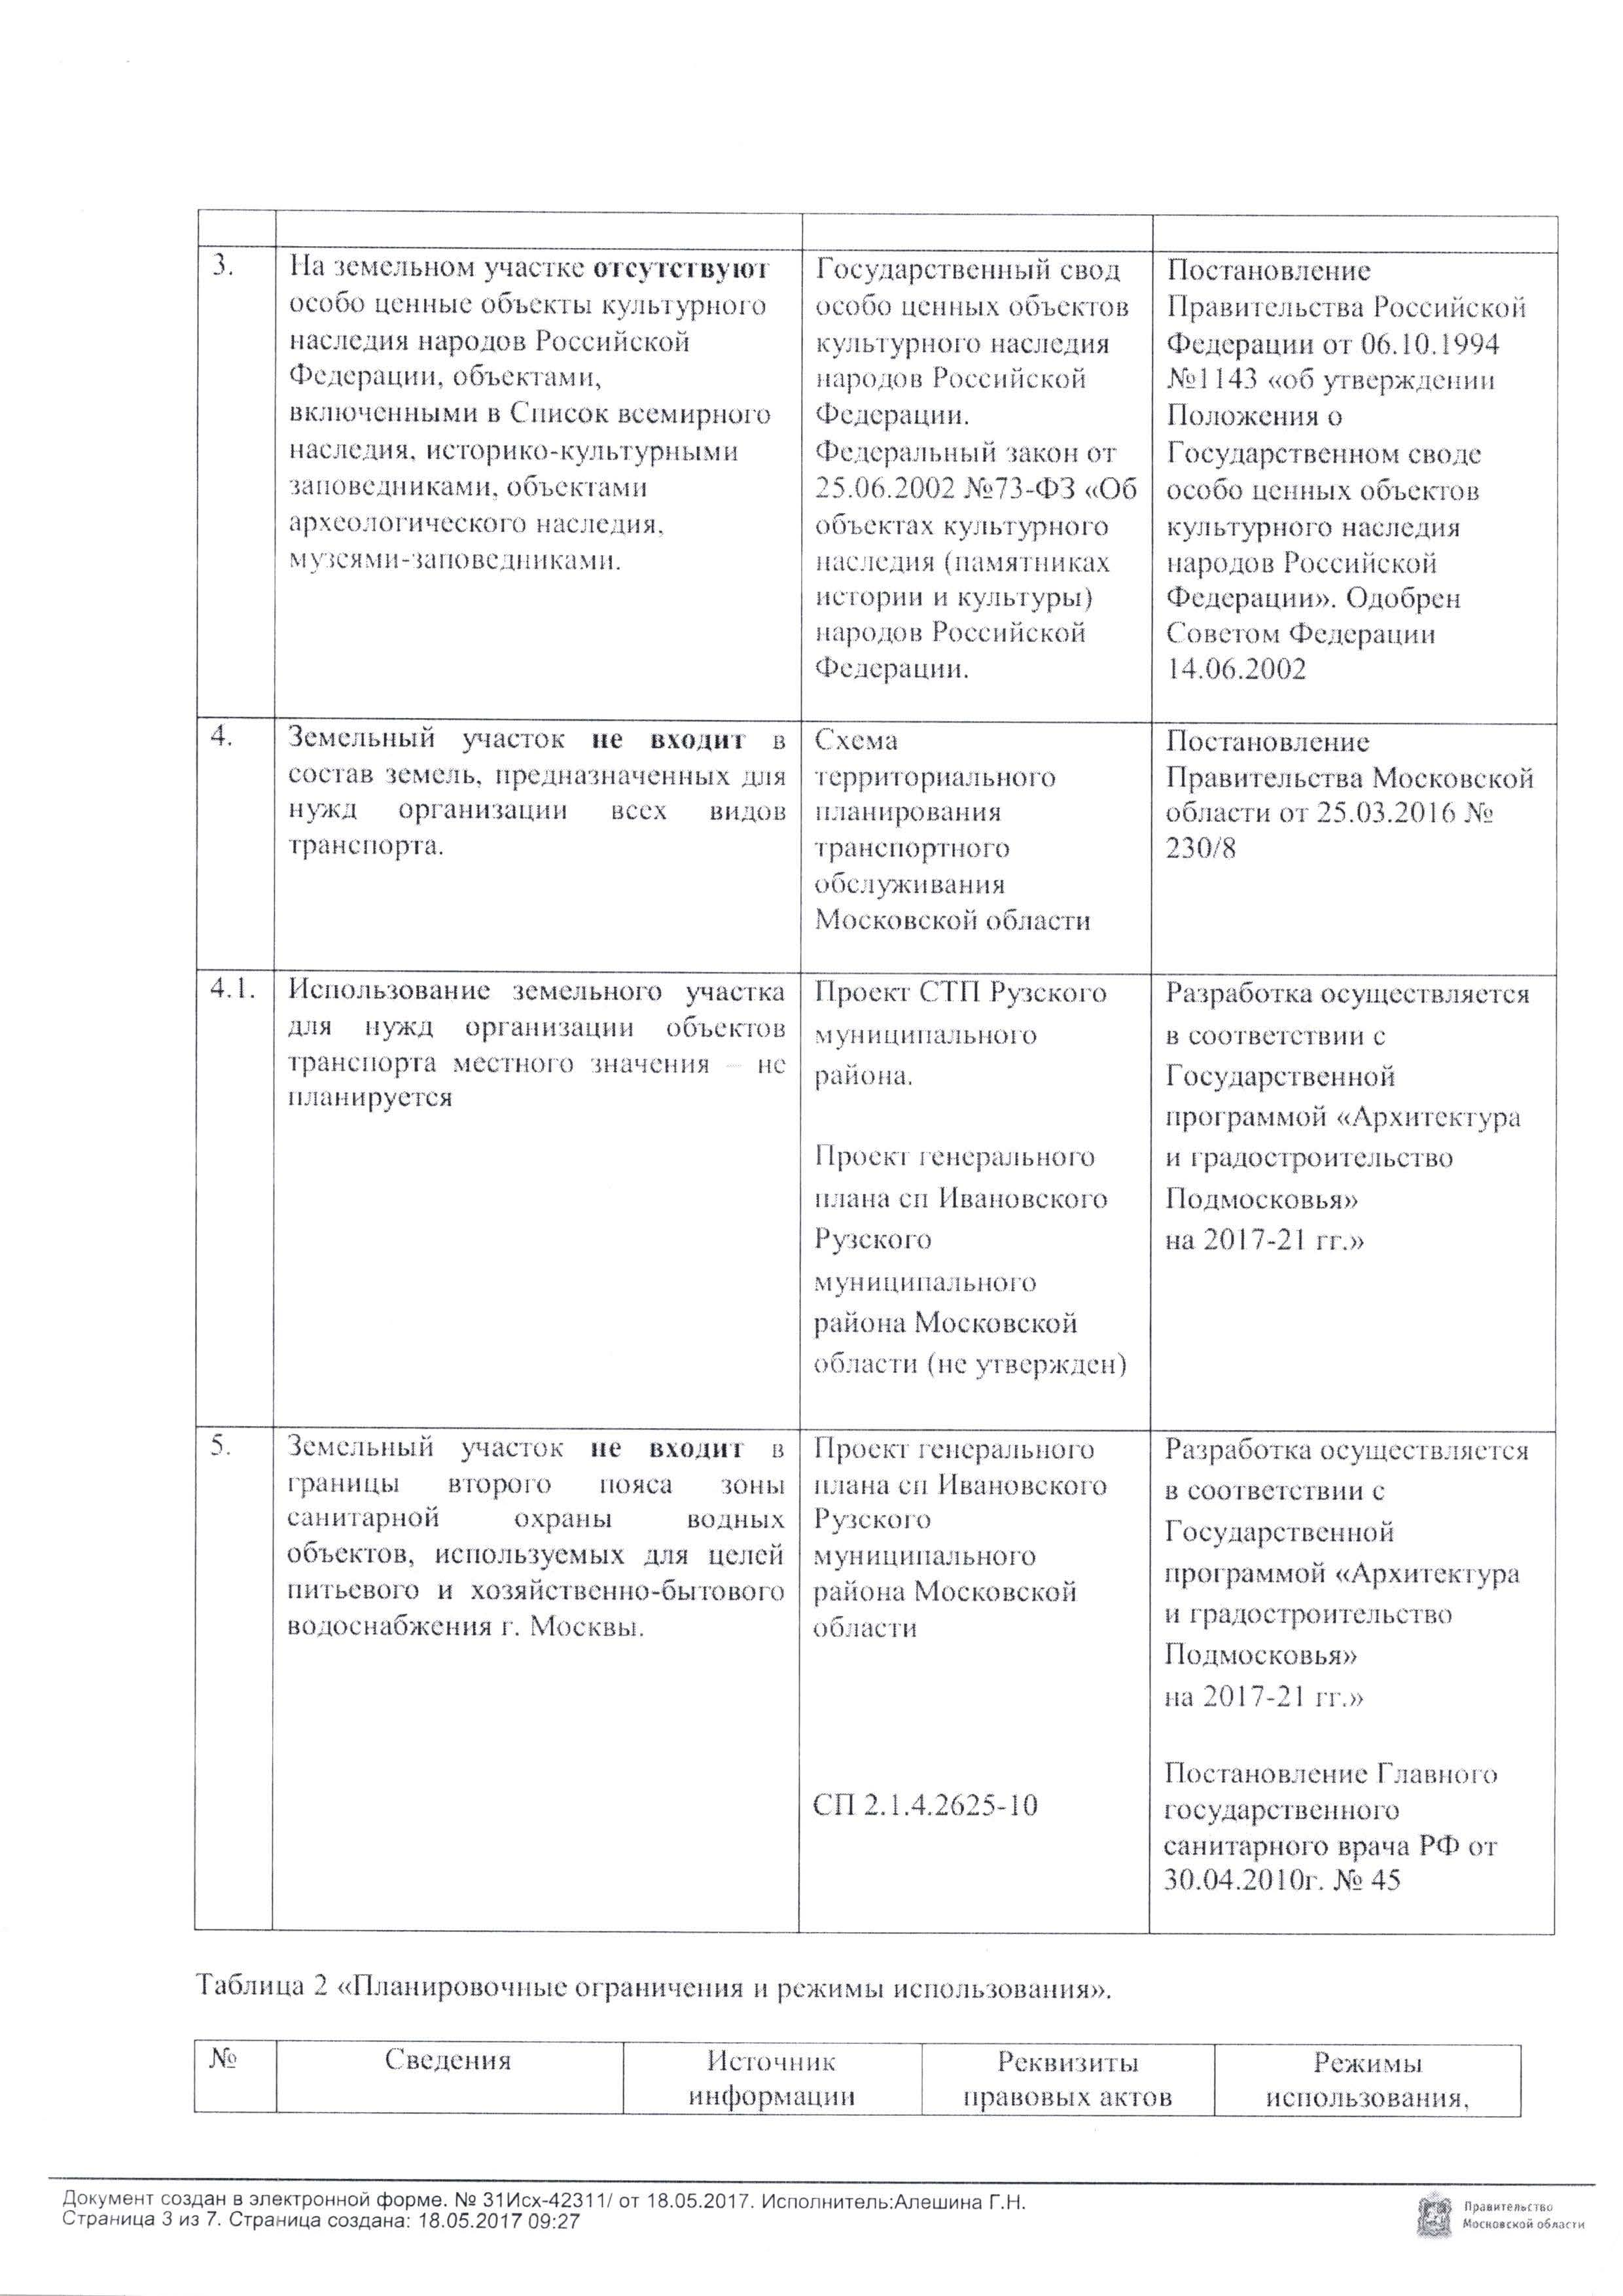 3.
На земельном участке отсутствуют
особо ценные объекты культурного
наследия народов Российской
Федерации, объектами,
включенными в Список всемирного
наследия, историко-культурными
заповедниками, объектами
археологического наследия,
музеями-заповедниками.
Государственный свод
особо ценных объектов
культурного наследия
народов Российской
Федерации.
Федеральный закон от
25.06.2002 №73-ФЗ «Об
объектах культурного
наследия (памятниках
истории и культуры)
народов Российской
Федерации.
Постановление
Правительства Российской
Федерации от 06.10.1994
№1143 «об утверждении
Положения о
Государственном своде
особо ценных объектов
культурного наследия
народов Российской
Федерации». Одобрен
Советом Федерации
14.06.2002
4.
Земельный участок не входит в
состав земель, предназначенных для
нужд организации всех видов
транспорта.
Схема
территориального
планирования
транспортного
обслуживания
Московской области
Постановление
Правительства Московской
области от 25.03.2016 №
230/8
4.1.
Использование земельного участка
для нужд организации объектов
транспорта местного значения – не
планируется
Проект СТП Рузского
муниципального
района.
Проект генерального
плана сп Ивановского
Рузского
муниципального
района Московской
области (не утвержден)
Разработка осуществляется
в соответствии с
Государственной
программой «Архитектура
и градостроительство
Подмосковья»
на 2017-21 гг.»
5.
Земельный участок не входит в
границы второго пояса зоны
санитарной охраны водных
объектов, используемых для целей
питьевого и хозяйственно-бытового
водоснабжения г. Москвы.
Проект генерального
плана сп Ивановского
Рузского
муниципального
района Московской
области
СП 2.1.4.2625-10
Разработка осуществляется
в соответствии с
Государственной
программой «Архитектура
и градостроительство
Подмосковья»
на 2017-21 гг.»
Постановление Главного
государственного
санитарного врача РФ от
30.04.2010г. № 45
Таблица 2 «Планировочные ограничения и режимы использования».
№
Сведения
Источник
информации
Реквизиты
правовых актов
Режимы
использования,
Документ создан в электронной форме. № 31Исх-42311/ от 18.05.2017. Исполнитель:Алешина Г.Н.
Страница 3 из 7. Страница создана: 18.05.2017 09:27
Правительство
Московской области